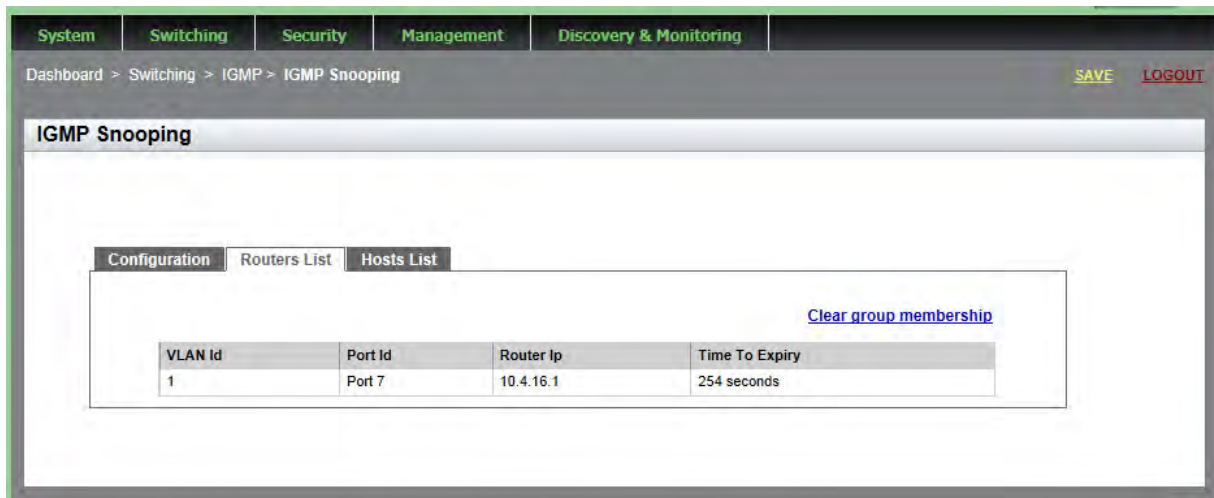 System Switching Security Management Discovery & Monitoring
Dashboard > Switching > IGMP > IGMP Snooping SAVE LOGOUT
IGMP Snooping
Configuration Routers List Hosts List
Clear group membership
VLAN Id Port Id Router Ip Time To Expiry
1 Port 7 10.4.16.1 254 seconds